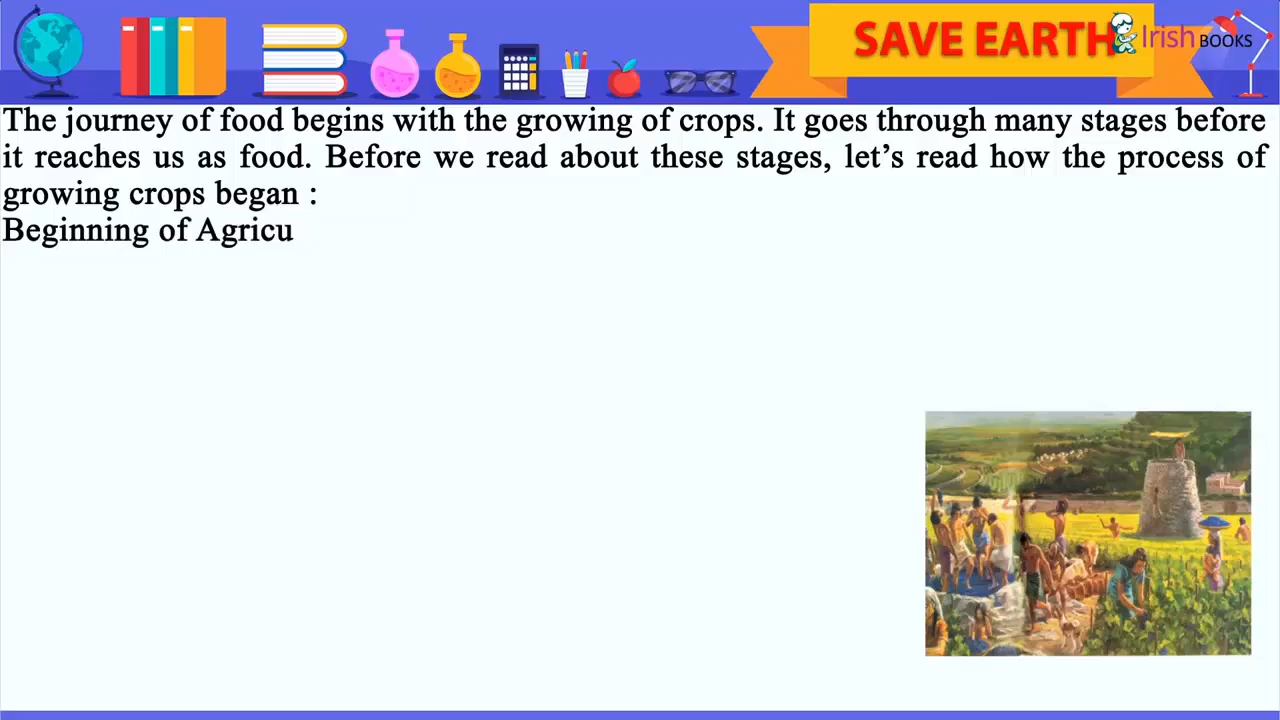 SAVE EARTH
Irish BOOKS
The journey of food begins with the growing of crops. It goes through many stages before
it reaches us as food. Before we read about these stages, let’s read how the process of
growing crops began :
Beginning of Agricu